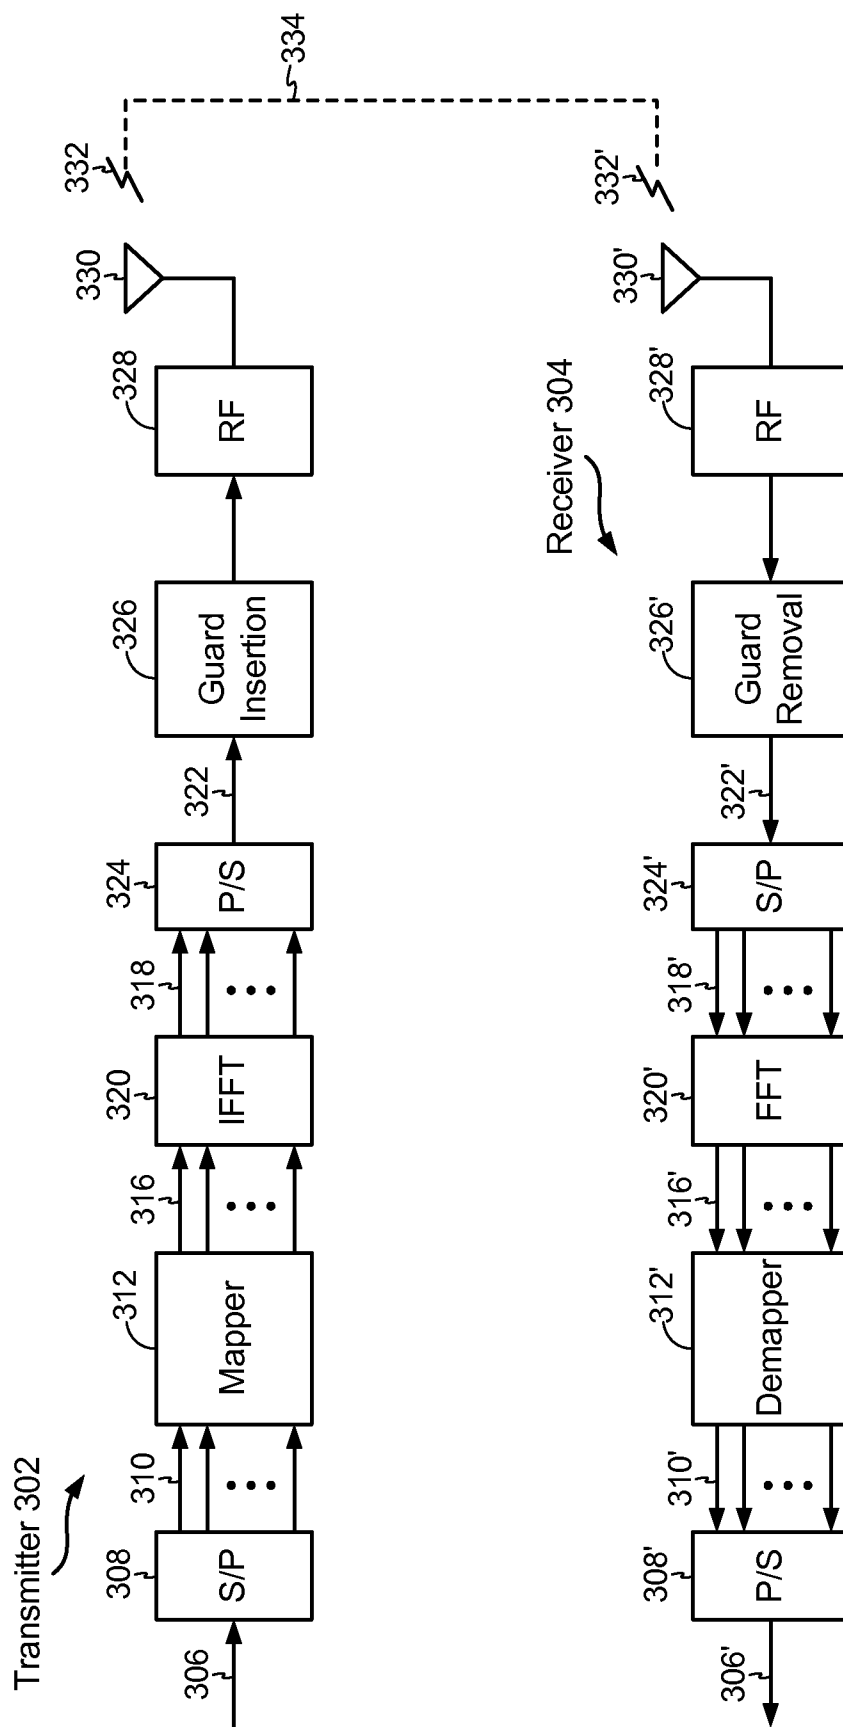 Transmitter 302
306
308
S/P
310
312
Mapper
316
320
IFFT
318
324
P/S
322
326
Guard
Insertion
328
RF
330
332
334
Receiver 304
306'
308'
P/S
310'
312'
Demapper
316'
320'
FFT
318'
324'
S/P
322'
326'
Guard
Removal
328'
RF
330'
332'